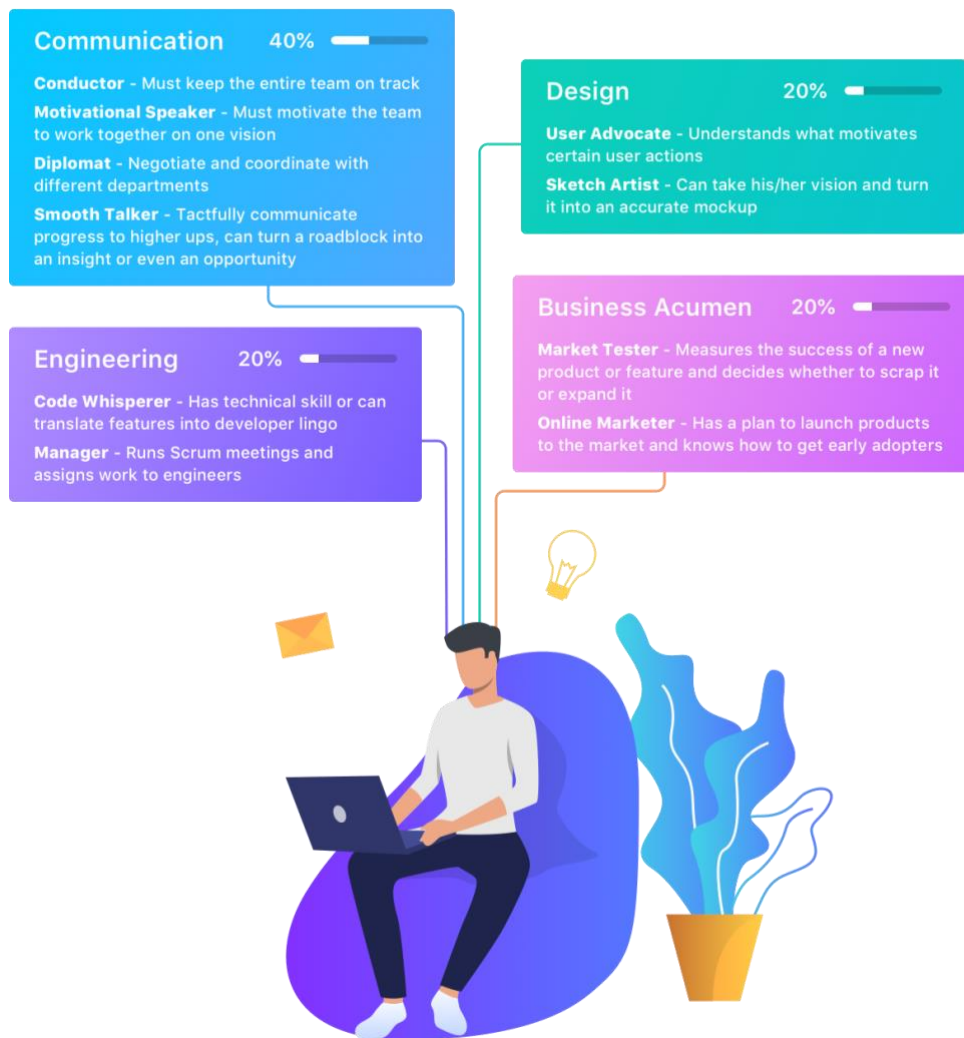 Communication 40%
Conductor - Must keep the entire team on track
Motivational Speaker - Must motivate the team
to work together on one vision
Diplomat - Negotiate and coordinate with
different departments
Smooth Talker - Tactfully communicate
progress to higher ups, can turn a roadblock into
an insight or even an opportunity
Design 20%
User Advocate - Understands what motivates
certain user actions
Sketch Artist - Can take his/her vision and turn
it into an accurate mockup
Engineering 20%
Code Whisperer - Has technical skill or can
translate features into developer lingo
Manager - Runs Scrum meetings and
assigns work to engineers
Business Acumen 20%
Market Tester - Measures the success of a new
product or feature and decides whether to scrap it
or expand it
Online Marketer - Has a plan to launch products
to the market and knows how to get early adopters